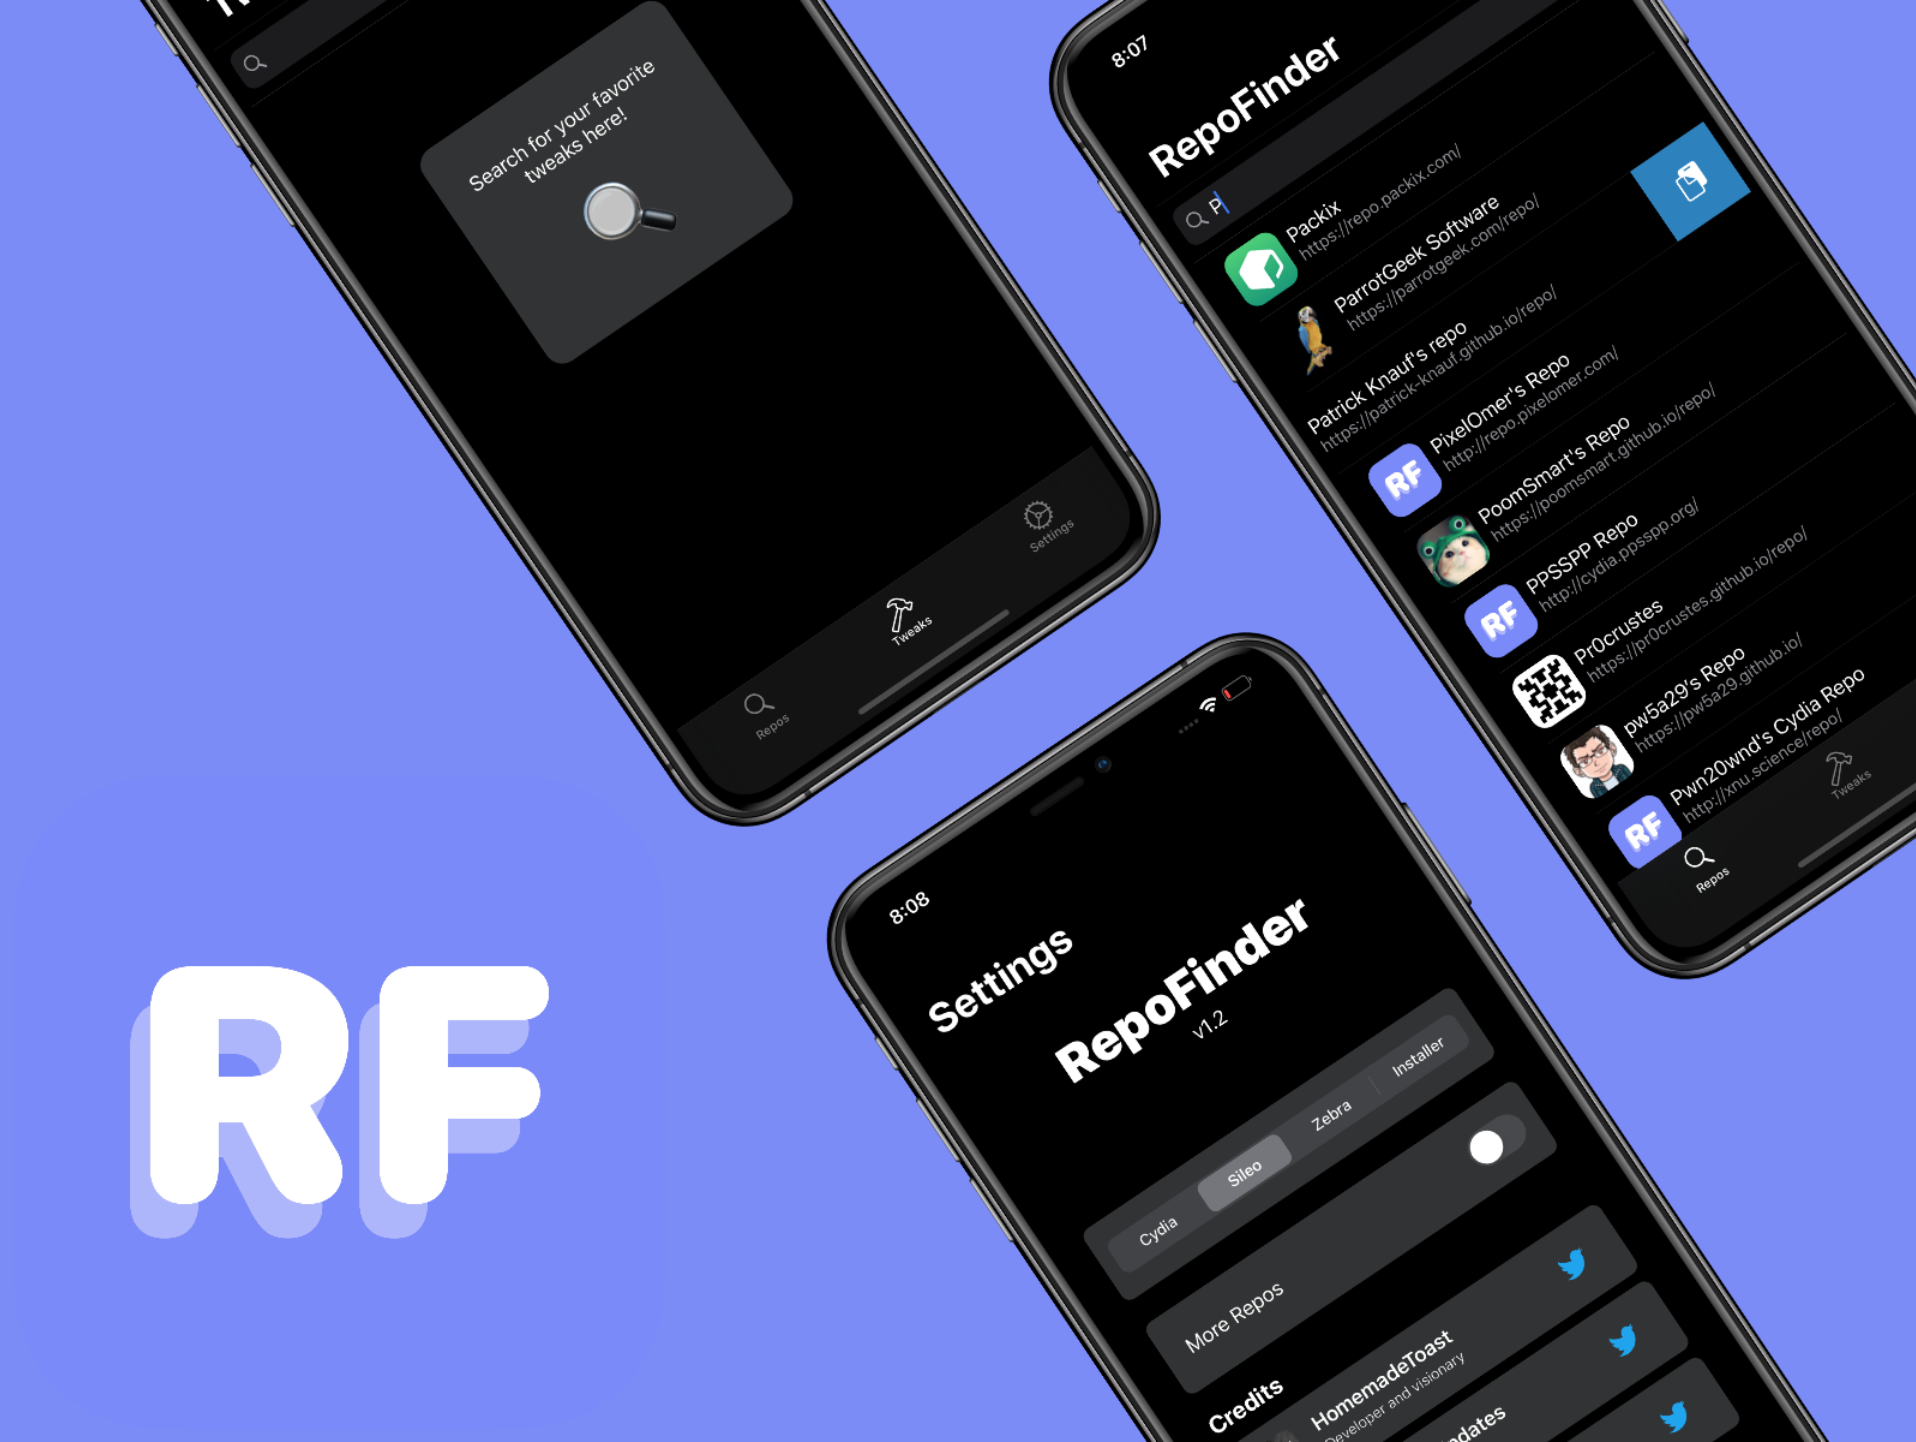 Search for your favorite
tweaks here!
Repos
Tweaks
Settings
8:07
RepoFinder
P
Packix
https://repo.packix.com/
ParrotGeek Software
https://parrotgeek.com/repo/
Patrick Knauf's repo
https://patrick-knauf.github.io/repo/
RF
PixelOmer's Repo
http://repo.pixelomer.com/
PoomSmart's Repo
https://poomsmart.github.io/repo/
RF
PPSSPP Repo
http://cydia.ppsspp.org/
Pr0crustes
https://pr0crustes.github.io/repo/
pw5a29's Repo
https://pw5a29.github.io/
RF
Pwn20wnd's Cydia Repo
http://xnu.science/repo/
Repos
Tweaks
RF
8:08
Settings
RepoFinder
v1.2
Cydia
Sileo
Zebra
Installer
More Repos
Credits
HomemadeToast
Developer and visionary